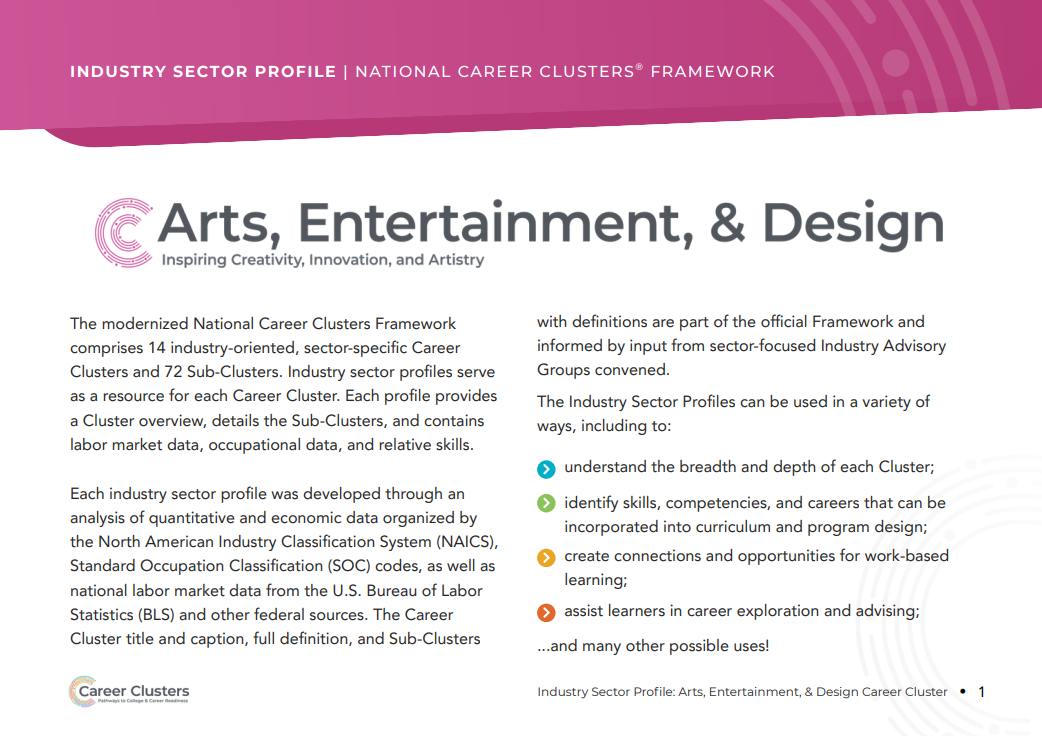 INDUSTRY SECTOR PROFILE | NATIONAL CAREER CLUSTERS® FRAMEWORK
Arts, Entertainment, & Design
Inspiring Creativity, Innovation, and Artistry
The modernized National Career Clusters Framework
comprises 14 industry-oriented, sector-specific Career
Clusters and 72 Sub-Clusters. Industry sector profiles serve
as a resource for each Career Cluster. Each profile provides
a Cluster overview, details the Sub-Clusters, and contains
labor market data, occupational data, and relative skills.
Each industry sector profile was developed through an
analysis of quantitative and economic data organized by
the North American Industry Classification System (NAICS),
Standard Occupation Classification (SOC) codes, as well as
national labor market data from the U.S. Bureau of Labor
Statistics (BLS) and other federal sources. The Career
Cluster title and caption, full definition, and Sub-Clusters
with definitions are part of the official Framework and
informed by input from sector-focused Industry Advisory
Groups convened.
The Industry Sector Profiles can be used in a variety of
ways, including to:
understand the breadth and depth of each Cluster;
identify skills, competencies, and careers that can be
incorporated into curriculum and program design;
create connections and opportunities for work-based
learning;
assist learners in career exploration and advising;
...and many other possible uses!
Career Clusters
Pathways to College & Career Readiness
Industry Sector Profile: Arts, Entertainment, & Design Career Cluster • 1